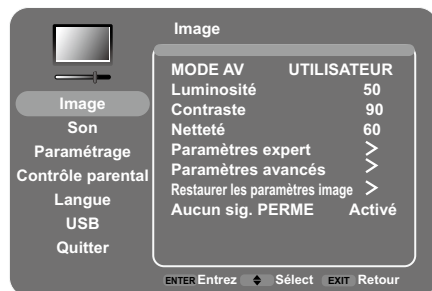 Image
Image
Son
Paramétrage
Contrôle parental
Langue
USB
Quitter
MODE AV UTILISATEUR
Luminosité 50
Contraste 90
Netteté 60
Paramètres expert >
Paramètres avancés >
Restaurer les paramètres image >
Aucun sig. PERME Activé
ENTER Entrez Sélect EXIT Retour